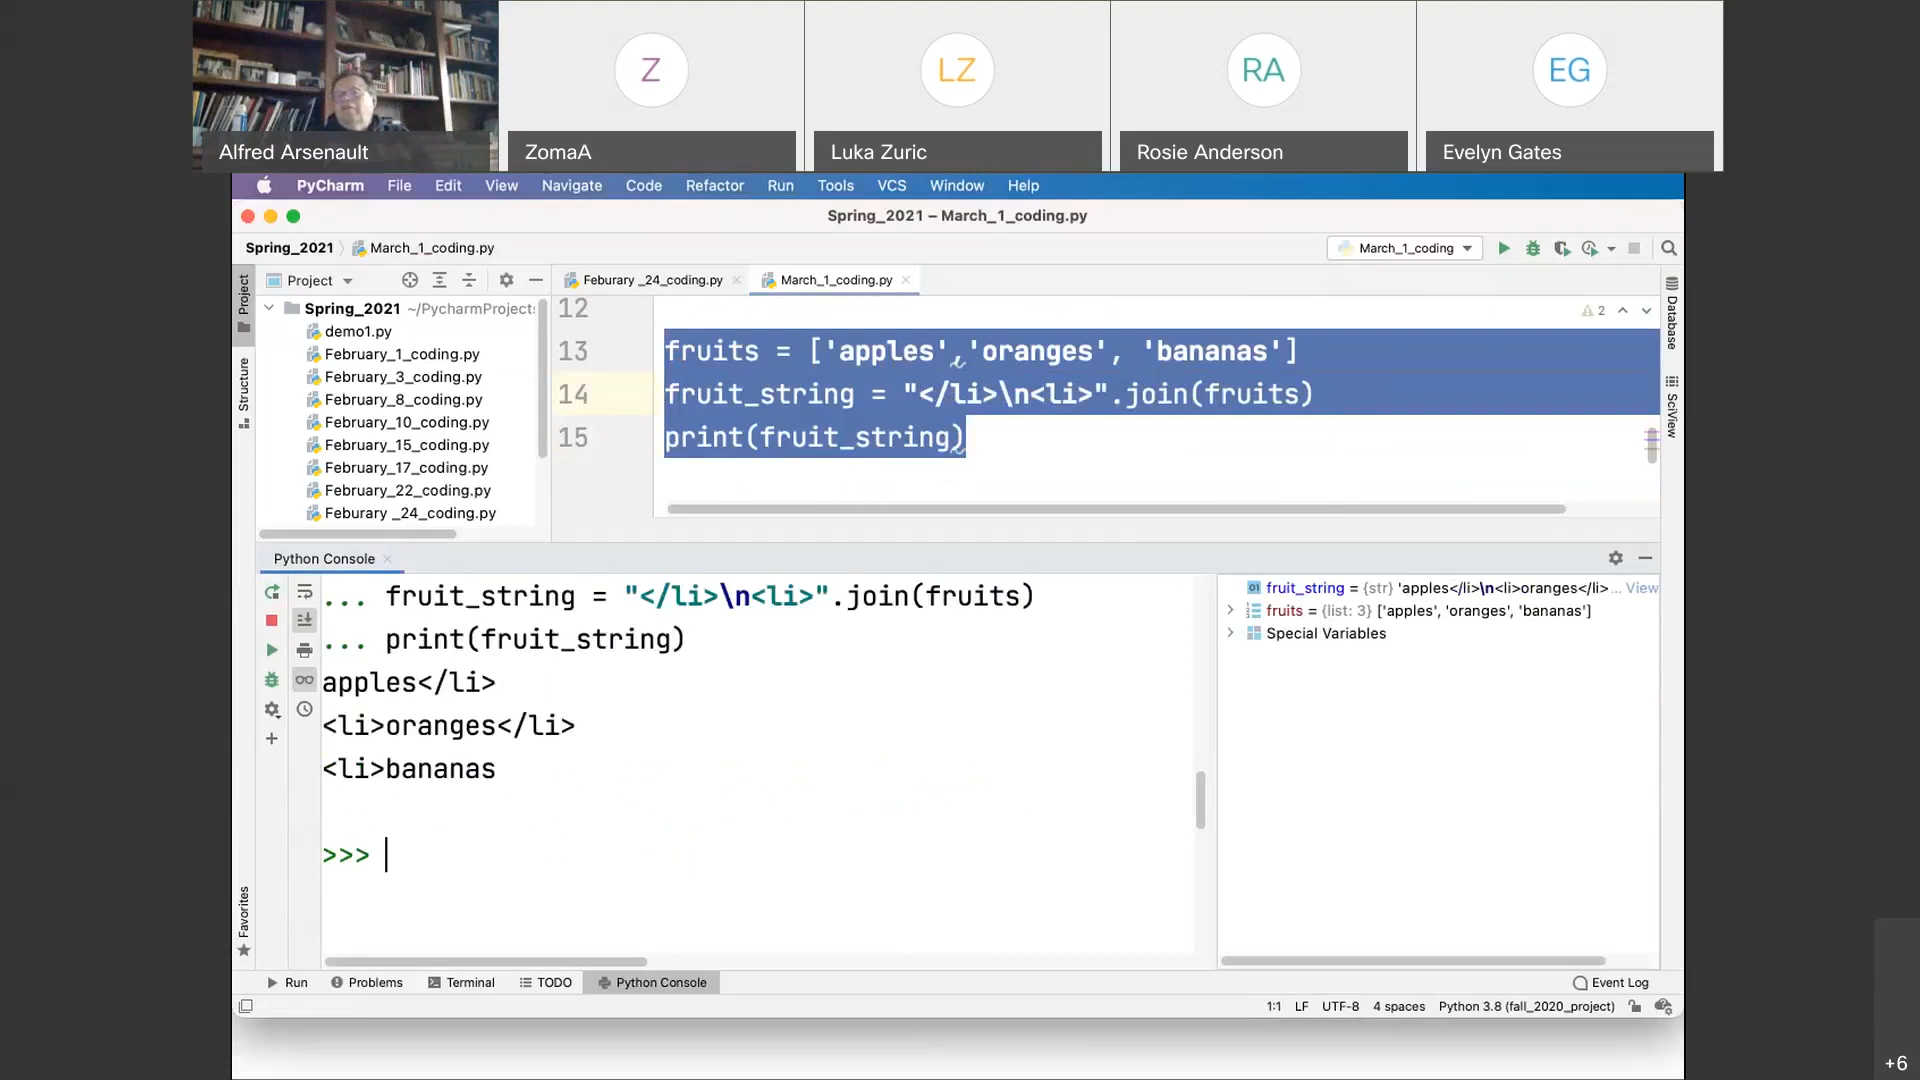 Z
LZ
RA
EG
Alfred Arsenault
ZomaA
Luka Zuric
Rosie Anderson
Evelyn Gates
PyCharm File Edit View Navigate Code Refactor Run Tools VCS Window Help
Spring_2021 – March_1_coding.py
Spring_2021 March_1_coding.py
March_1_coding
Project
Feburary _24_coding.py
March_1_coding.py
Project
Structure
Favorites
Spring_2021 ~/PycharmProjects
demo1.py
February_1_coding.py
February_3_coding.py
February_8_coding.py
February_10_coding.py
February_15_coding.py
February_17_coding.py
February_22_coding.py
Feburary _24_coding.py
12
13 fruits = ['apples','oranges', 'bananas']
14 fruit_string = "</li>\n<li>".join(fruits)
15 print(fruit_string)
2
Database
SciView
Python Console
... fruit_string = "</li>\n<li>".join(fruits)
... print(fruit_string)
apples</li>
<li>oranges</li>
<li>bananas
>>>
fruit_string = {str} 'apples</li>\n<li>oranges</li>... View
fruits = {list: 3} ['apples', 'oranges', 'bananas']
Special Variables
Run Problems Terminal TODO Python Console Event Log
1:1 LF UTF-8 4 spaces Python 3.8 (fall_2020_project)
+6